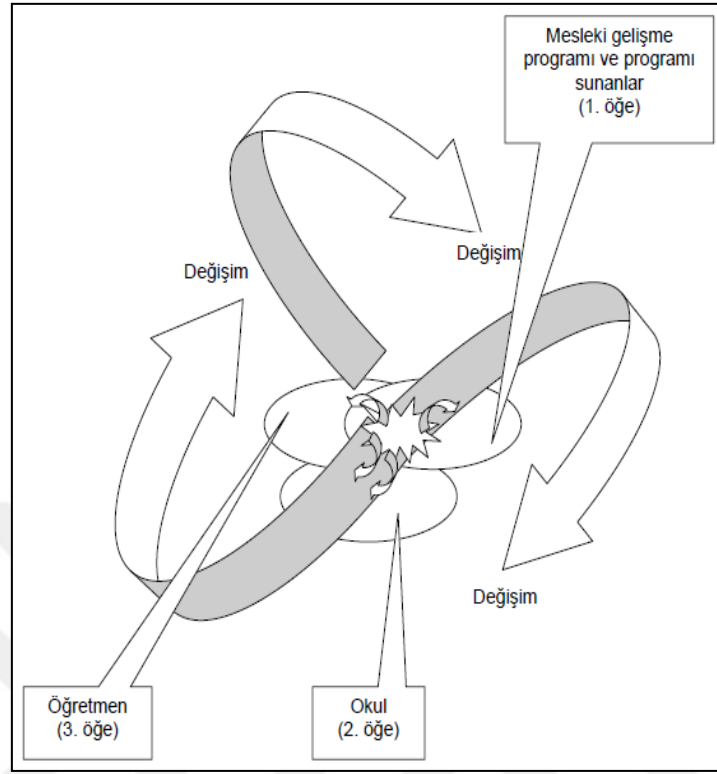 Mesleki gelişme
programı ve programı
sunanlar
(1. öğe)
Değişim
Değişim
Değişim
Öğretmen
(3. öğe)
Okul
(2. öğe)